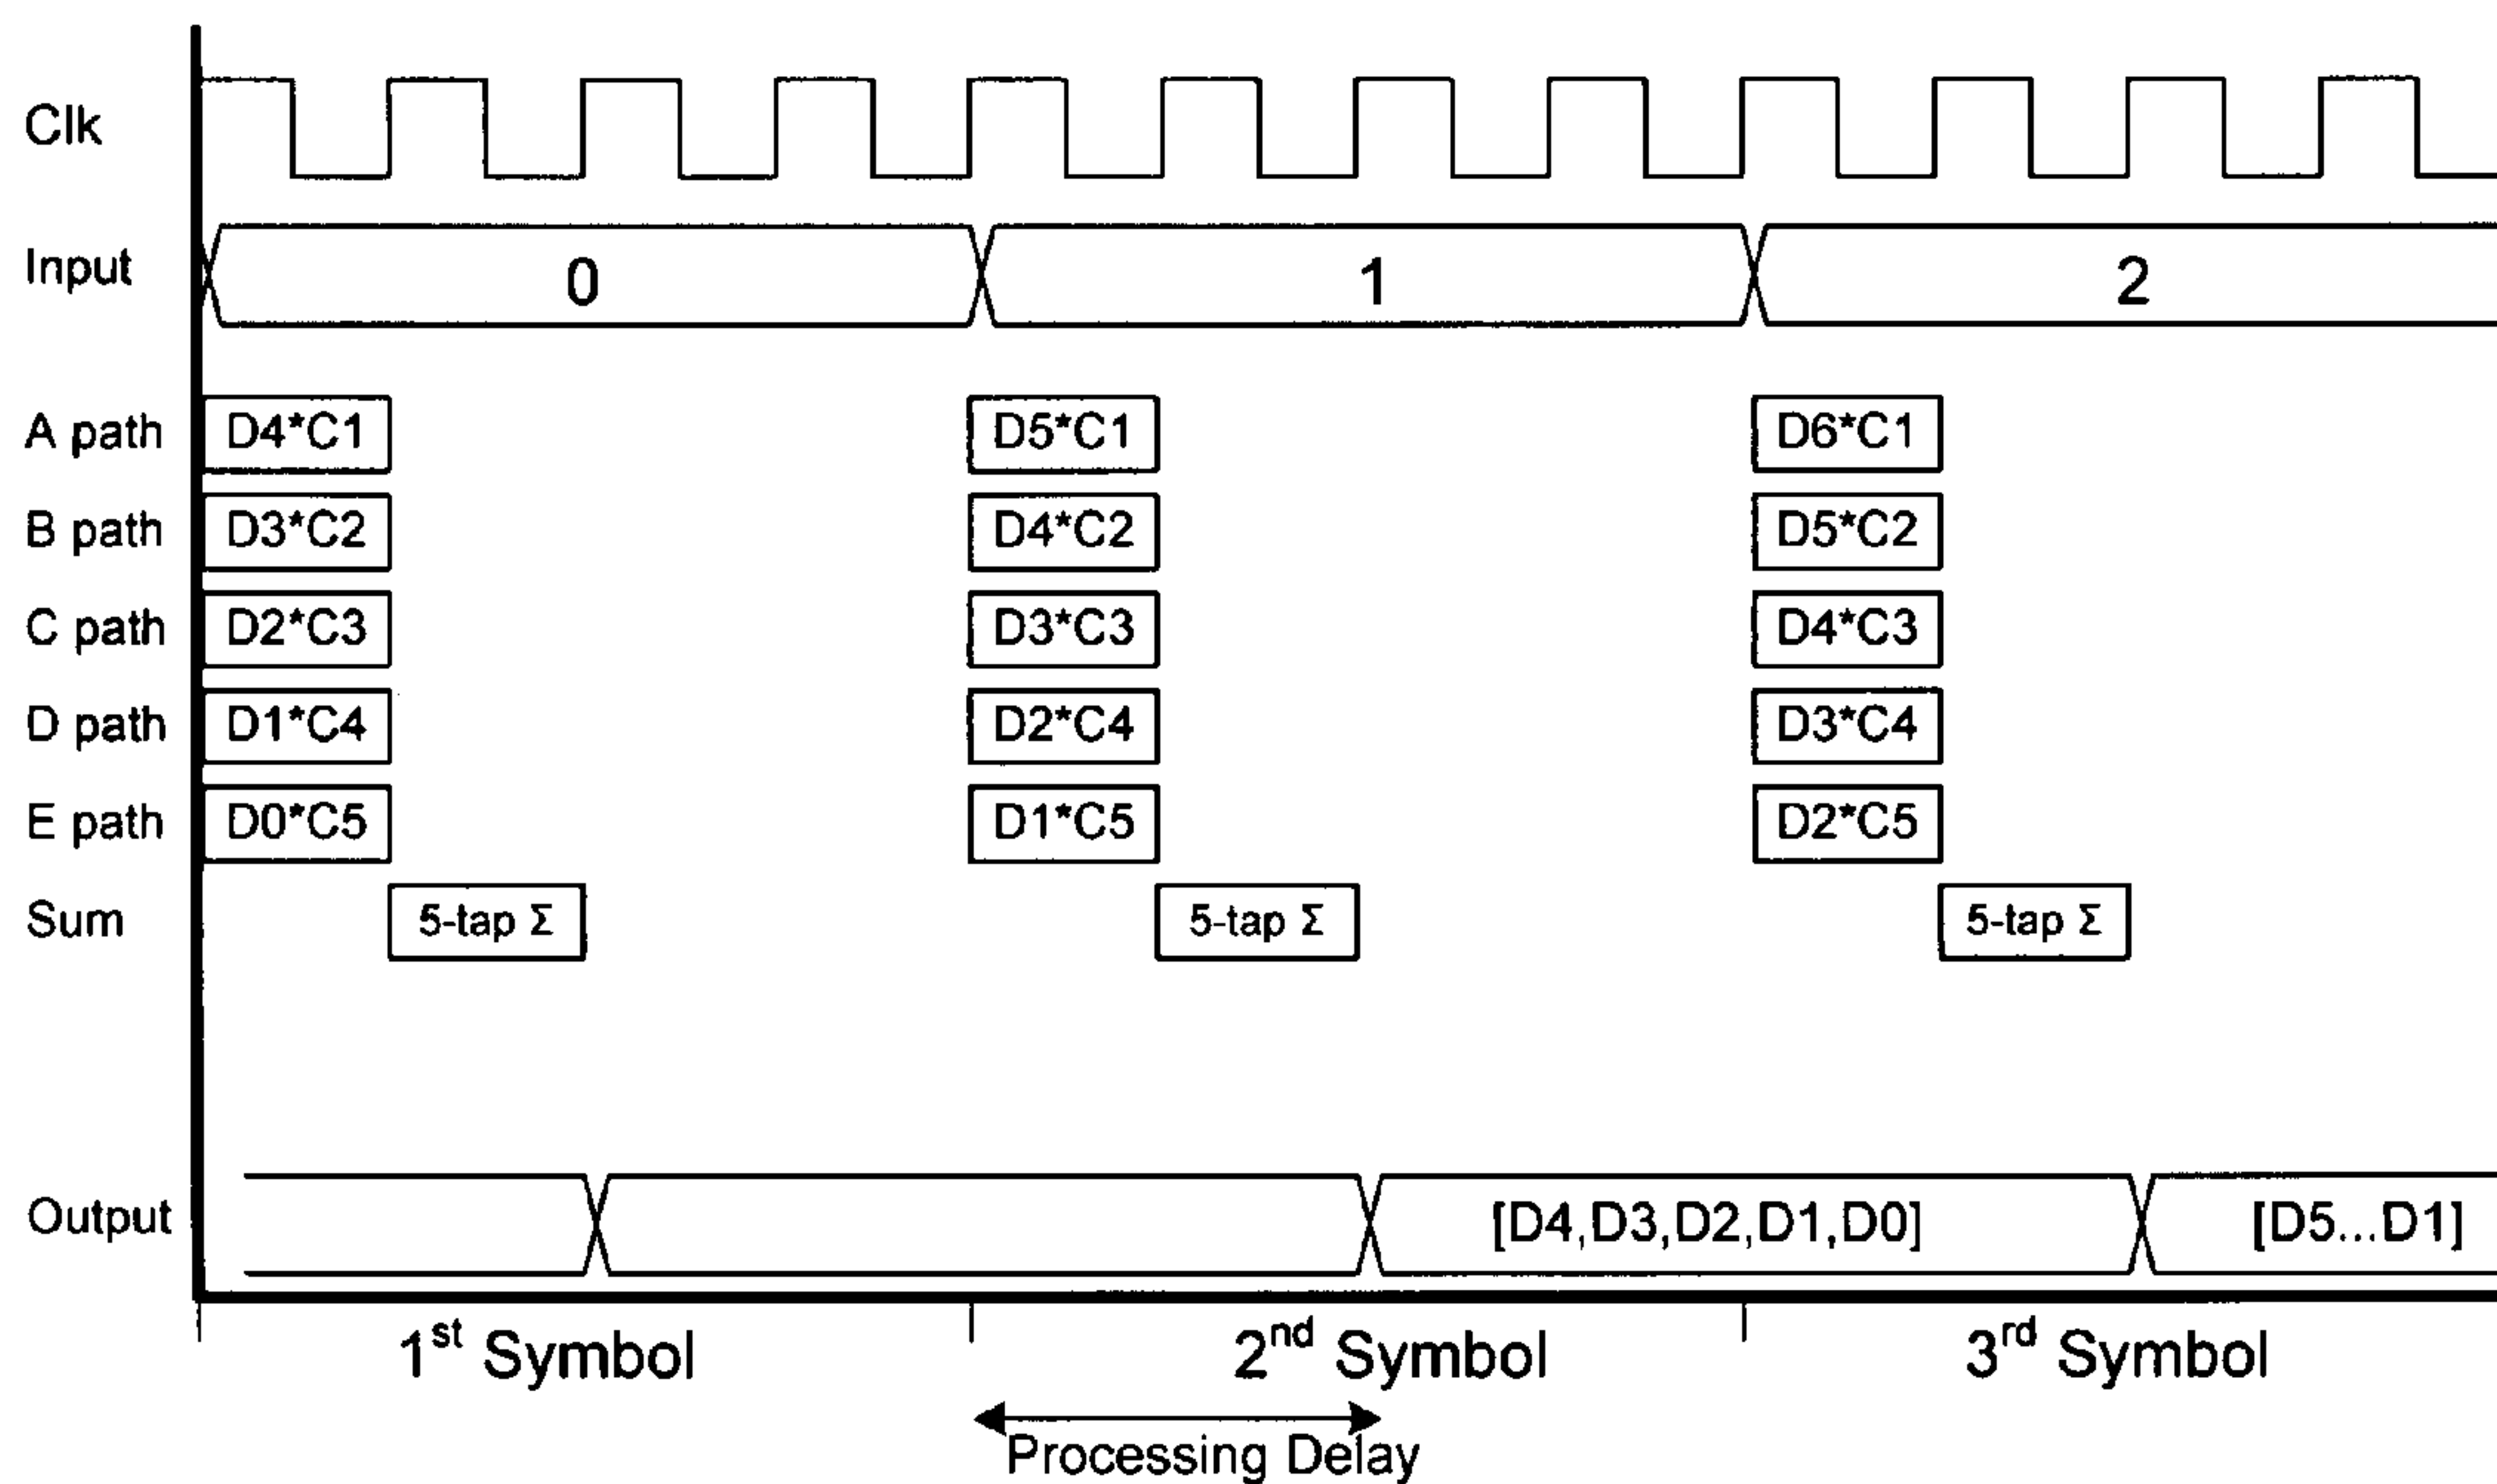 Clk
Input 0 1 2
A path D4*C1 D5*C1 D6*C1
B path D3*C2 D4*C2 D5*C2
C path D2*C3 D3*C3 D4*C3
D path D1*C4 D2*C4 D3*C4
E path D0*C5 D1*C5 D2*C5
Sum 5-tap Σ 5-tap Σ 5-tap Σ
Output [D4,D3,D2,D1,D0] [D5...D1]
1st Symbol 2nd Symbol 3rd Symbol
Processing Delay